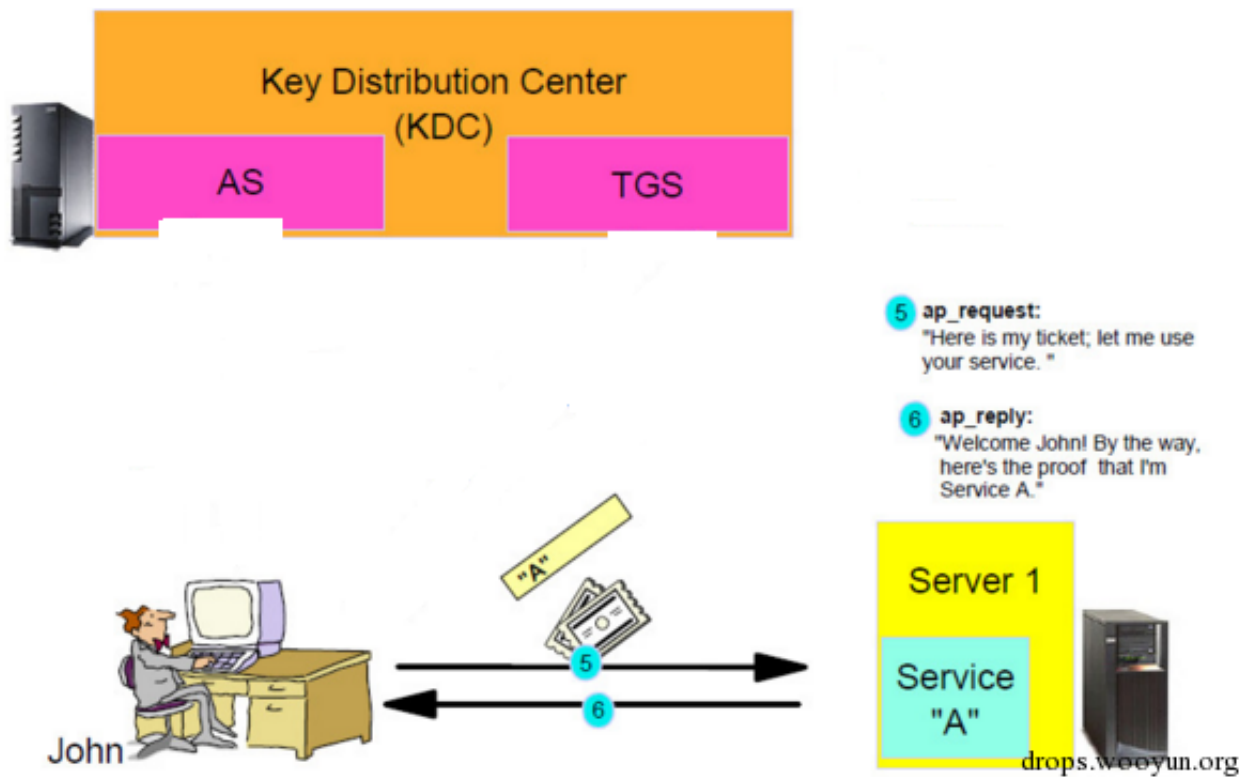 Key Distribution Center
(KDC)
AS
TGS
5 ap_request:
"Here is my ticket; let me use
your service. "
6 ap_reply:
"Welcome John! By the way,
here's the proof that I'm
Service A."
"A"
5
6
John
Server 1
Service
"A"
drops.wooyun.org